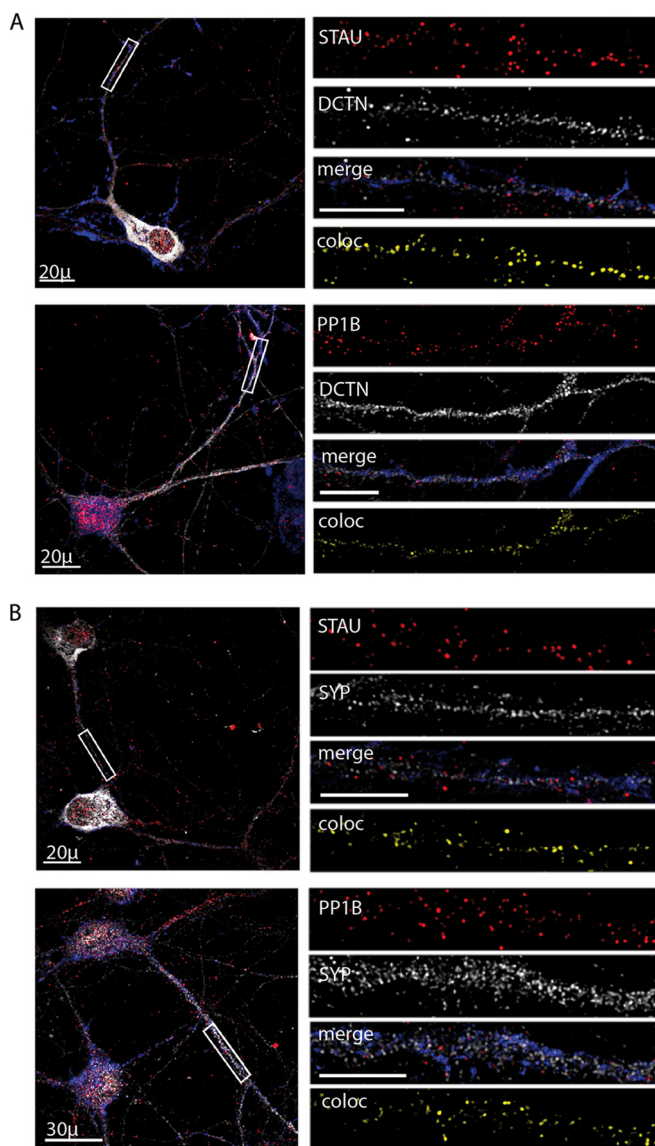 A
20µ
STAU
DCTN
merge
coloc
20µ
PP1B
DCTN
merge
coloc
B
20µ
STAU
SYP
merge
coloc
30µ
PP1B
SYP
merge
coloc